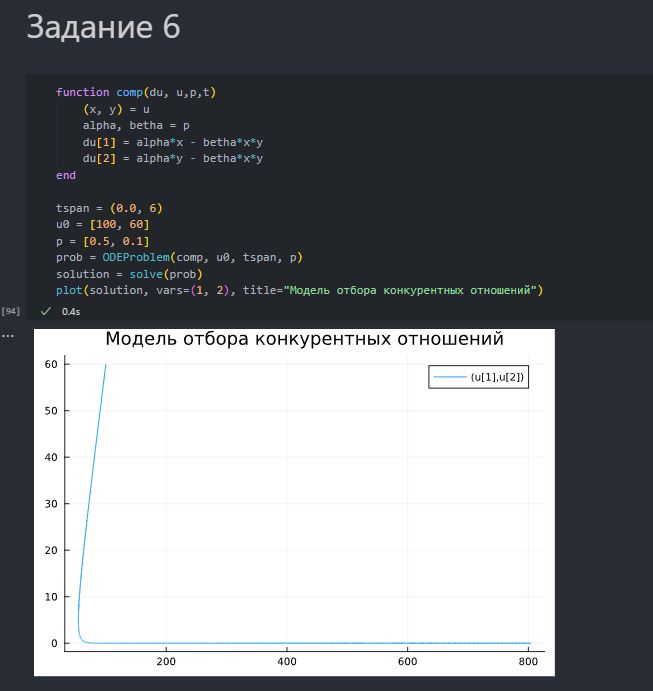 Задание 6
function comp(du, u,p,t)
(x, y) = u
alpha, betha = p
du[1] = alpha*x - betha*x*y
du[2] = alpha*y - betha*x*y
end
tspan = (0.0, 6)
u0 = [100, 60]
p = [0.5, 0.1]
prob = ODEProblem(comp, u0, tspan, p)
solution = solve(prob)
plot(solution, vars=(1, 2), title="Модель отбора конкурентных отношений")
[94]
0.4s
...
Модель отбора конкурентных отношений
(u[1],u[2])
60
50
40
30
20
10
0
200 400 600 800